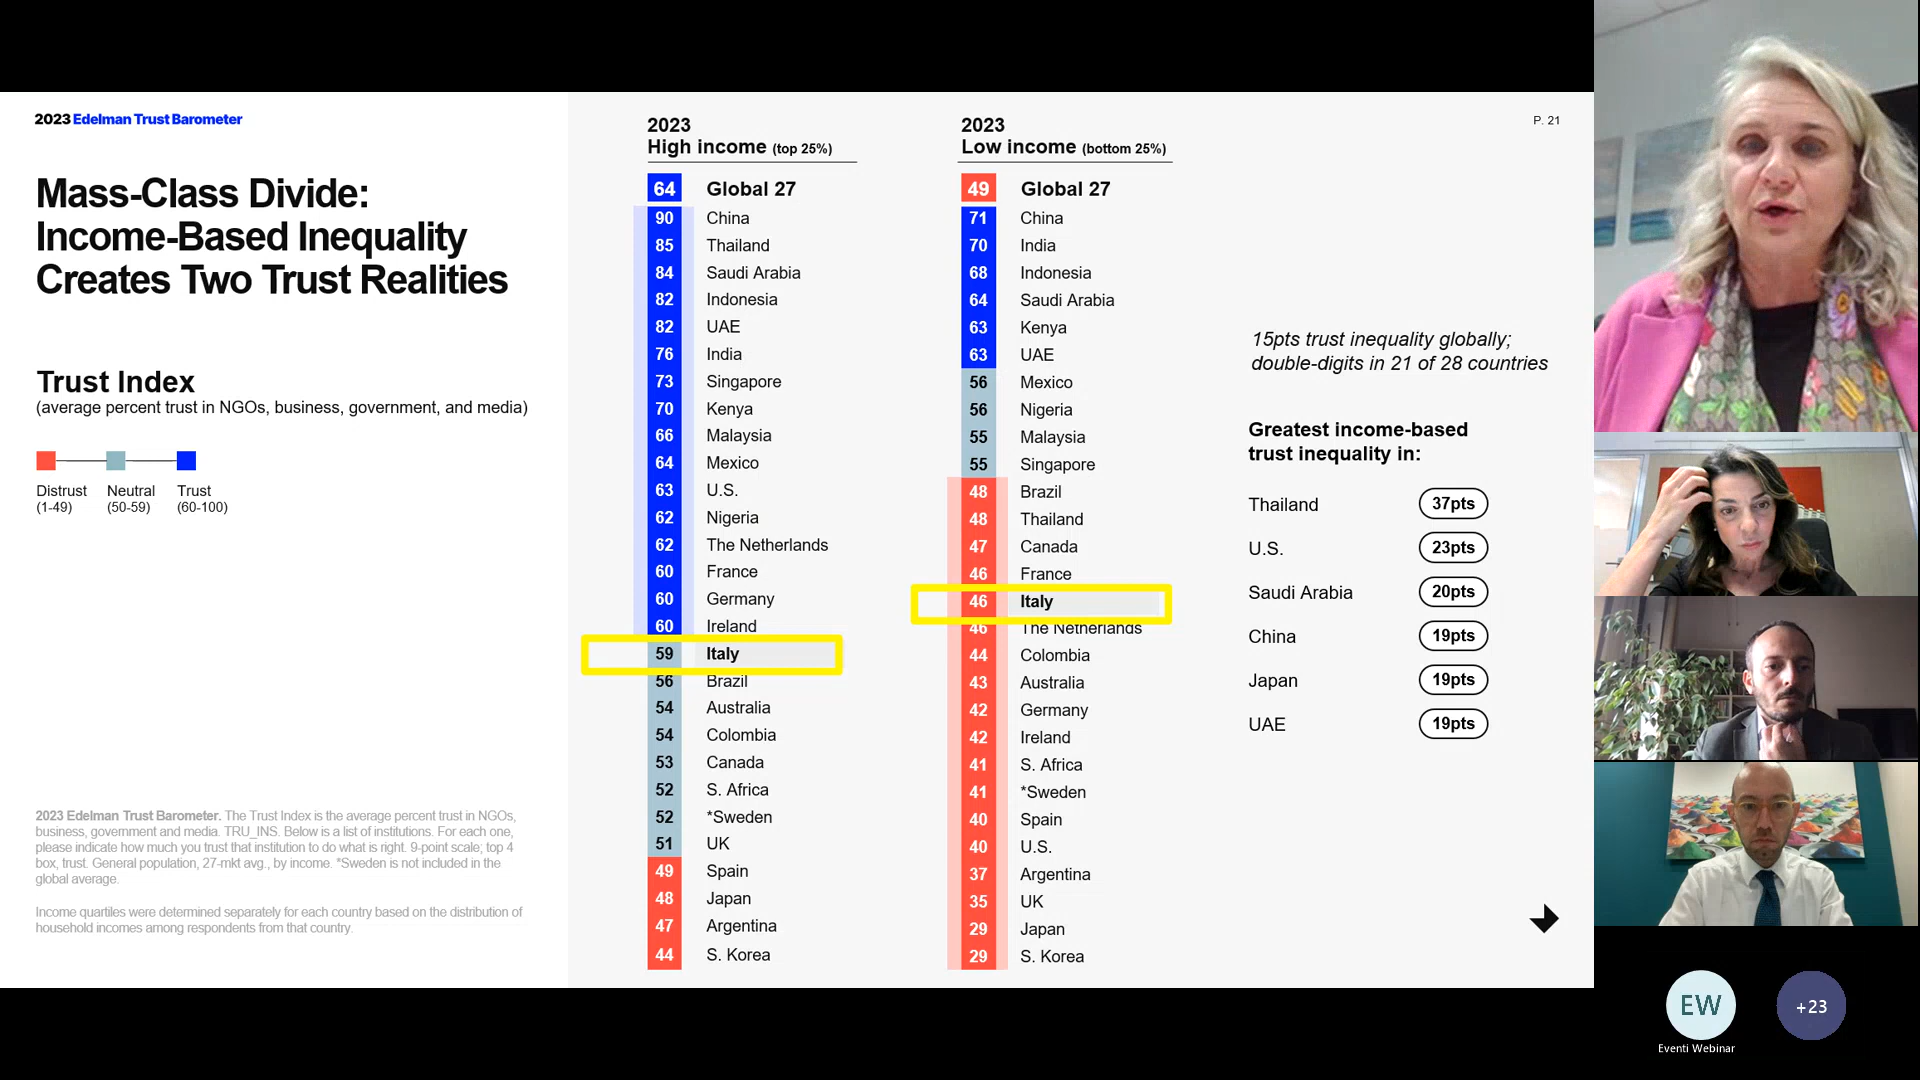 2023 Edelman Trust Barometer
Mass-Class Divide:
Income-Based Inequality
Creates Two Trust Realities
Trust Index
(average percent trust in NGOs, business, government, and media)
Distrust Neutral Trust
(1-49) (50-59) (60-100)
2023 Edelman Trust Barometer. The Trust Index is the average percent trust in NGOs,
business, government and media. TRU_INS. Below is a list of institutions. For each one,
please indicate how much you trust that institution to do what is right. 9-point scale; top 4
box, trust. General population, 27-mkt avg., by income. *Sweden is not included in the
global average.
Income quartiles were determined separately for each country based on the distribution of
household incomes among respondents from that country.
2023
High income (top 25%)
64 Global 27
90 China
85 Thailand
84 Saudi Arabia
82 Indonesia
82 UAE
76 India
73 Singapore
70 Kenya
66 Malaysia
64 Mexico
63 U.S.
62 Nigeria
62 The Netherlands
60 France
60 Germany
60 Ireland
59 Italy
56 Brazil
54 Australia
54 Colombia
53 Canada
52 S. Africa
52 *Sweden
51 UK
49 Spain
48 Japan
47 Argentina
44 S. Korea
2023
Low income (bottom 25%)
49 Global 27
71 China
70 India
68 Indonesia
64 Saudi Arabia
63 Kenya
63 UAE
56 Mexico
56 Nigeria
55 Malaysia
55 Singapore
48 Brazil
48 Thailand
47 Canada
46 France
46 Italy
46 The Netherlands
44 Colombia
43 Australia
42 Germany
42 Ireland
41 S. Africa
41 *Sweden
40 Spain
40 U.S.
37 Argentina
35 UK
29 Japan
29 S. Korea
P. 21
15pts trust inequality globally;
double-digits in 21 of 28 countries
Greatest income-based
trust inequality in:
Thailand 37pts
U.S. 23pts
Saudi Arabia 20pts
China 19pts
Japan 19pts
UAE 19pts
EW
Eventi Webinar
+23